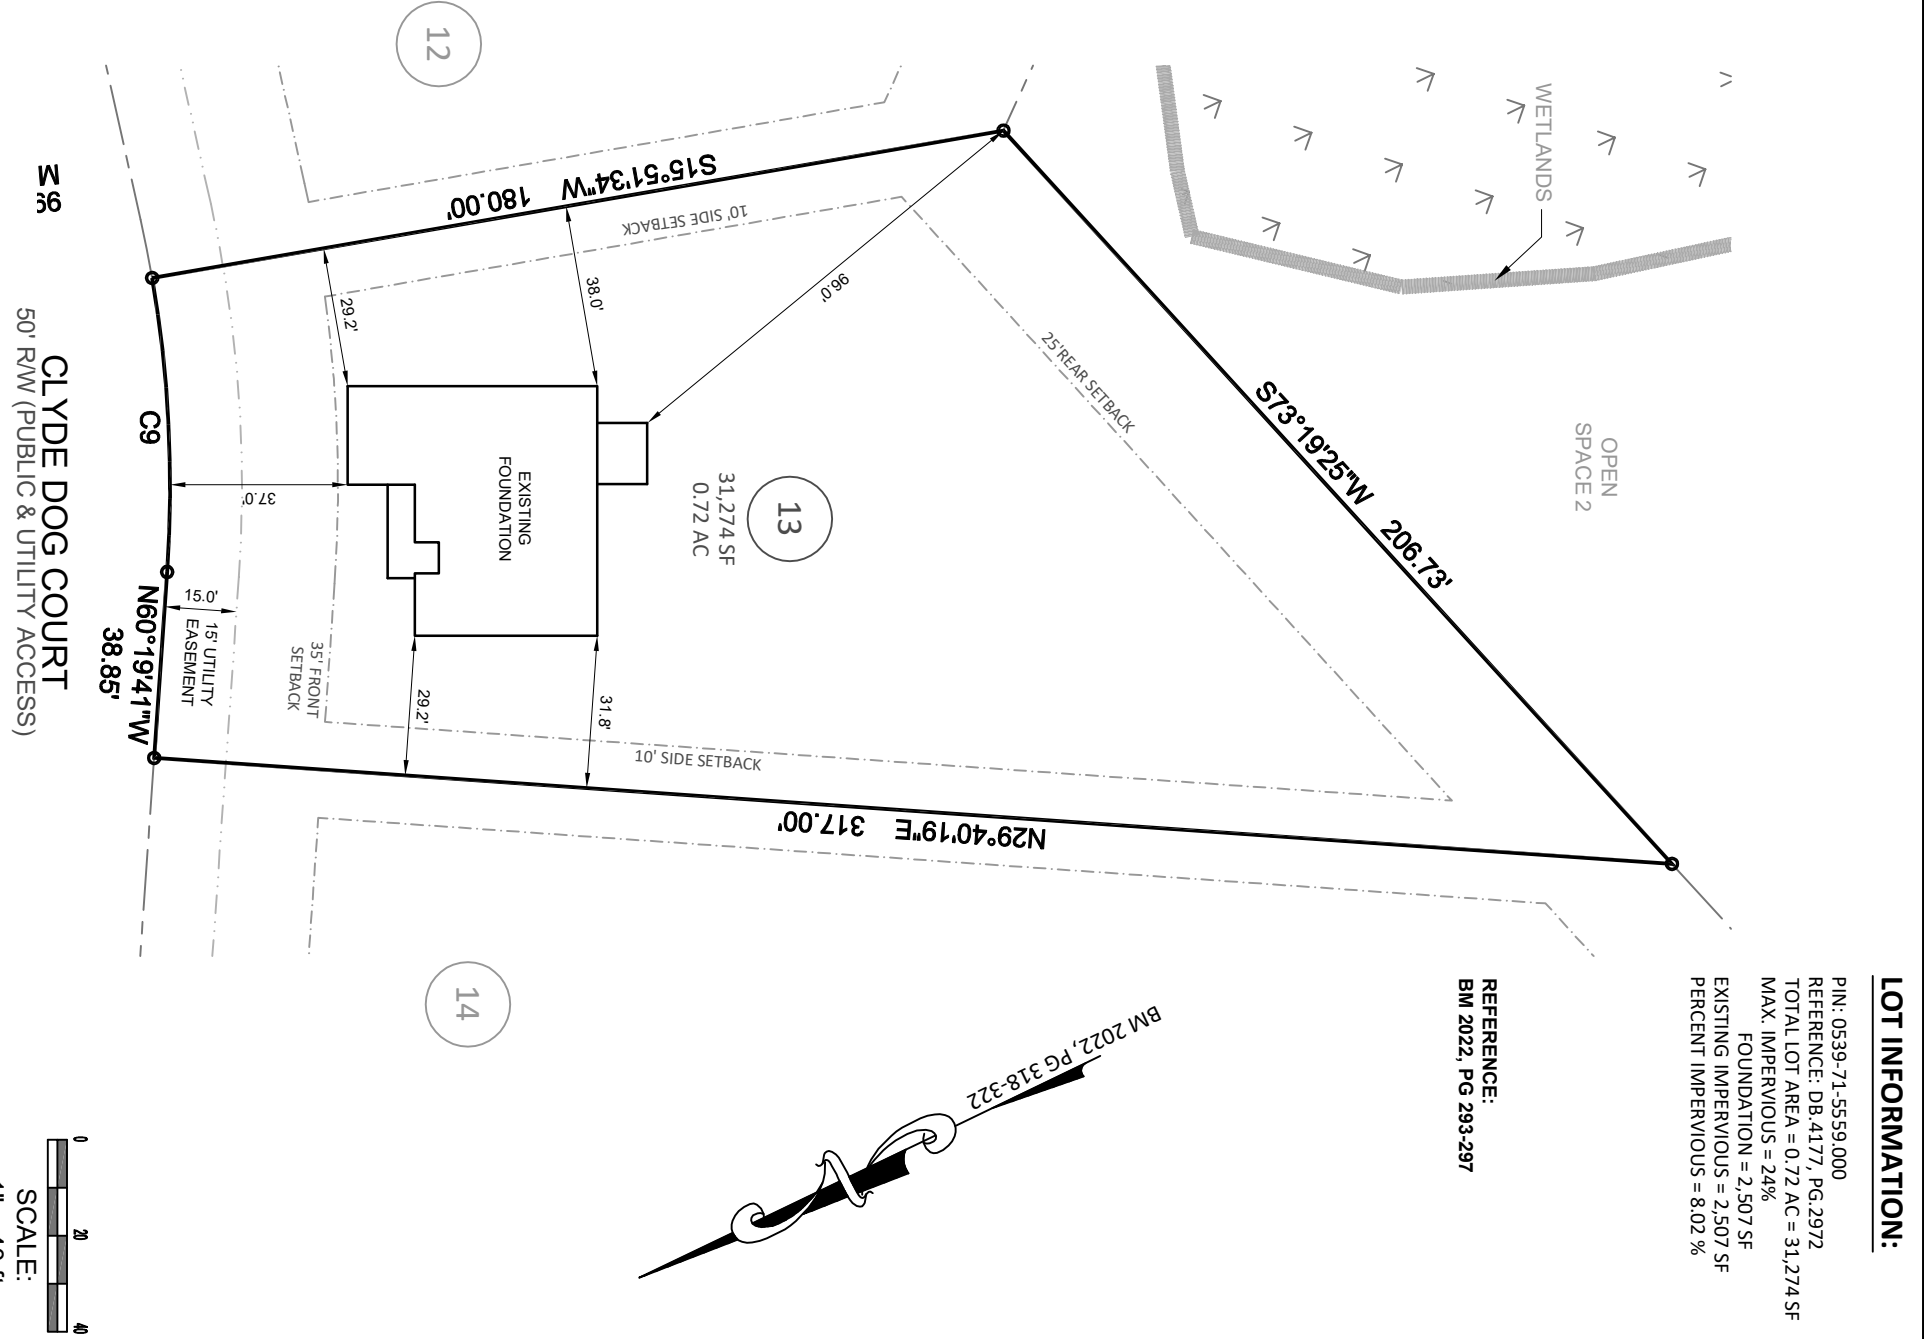 LOT INFORMATION:
PIN: 0539-71-5559.000
REFERENCE: DB.4177, PG.2972
TOTAL LOT AREA = 0.72 AC = 31,274 SF
MAX. IMPERVIOUS = 24%
FOUNDATION = 2,507 SF
EXISTING IMPERVIOUS = 2,507 SF
PERCENT IMPERVIOUS = 8.02 %
REFERENCE:
BM 2022, PG 293-297
WETLANDS
OPEN
SPACE 2
S73°19'25"W 206.73'
25'REAR SETBACK
96.0'
12
S15°51'34"W 180.00'
10' SIDE SETBACK
38.0'
29.2'
13
31,274 SF
0.72 AC
EXISTING
FOUNDATION
37.0'
31.8'
29.2'
10' SIDE SETBACK
N29°40'19"E 317.00'
35' FRONT
SETBACK
15.0'
15' UTILITY
EASEMENT
C9
N60°19'41"W
38.85'
CLYDE DOG COURT
50' R/W (PUBLIC & UTILITY ACCESS)
14
BM 2022, PG 318-322
N
0 20 40
SCALE: